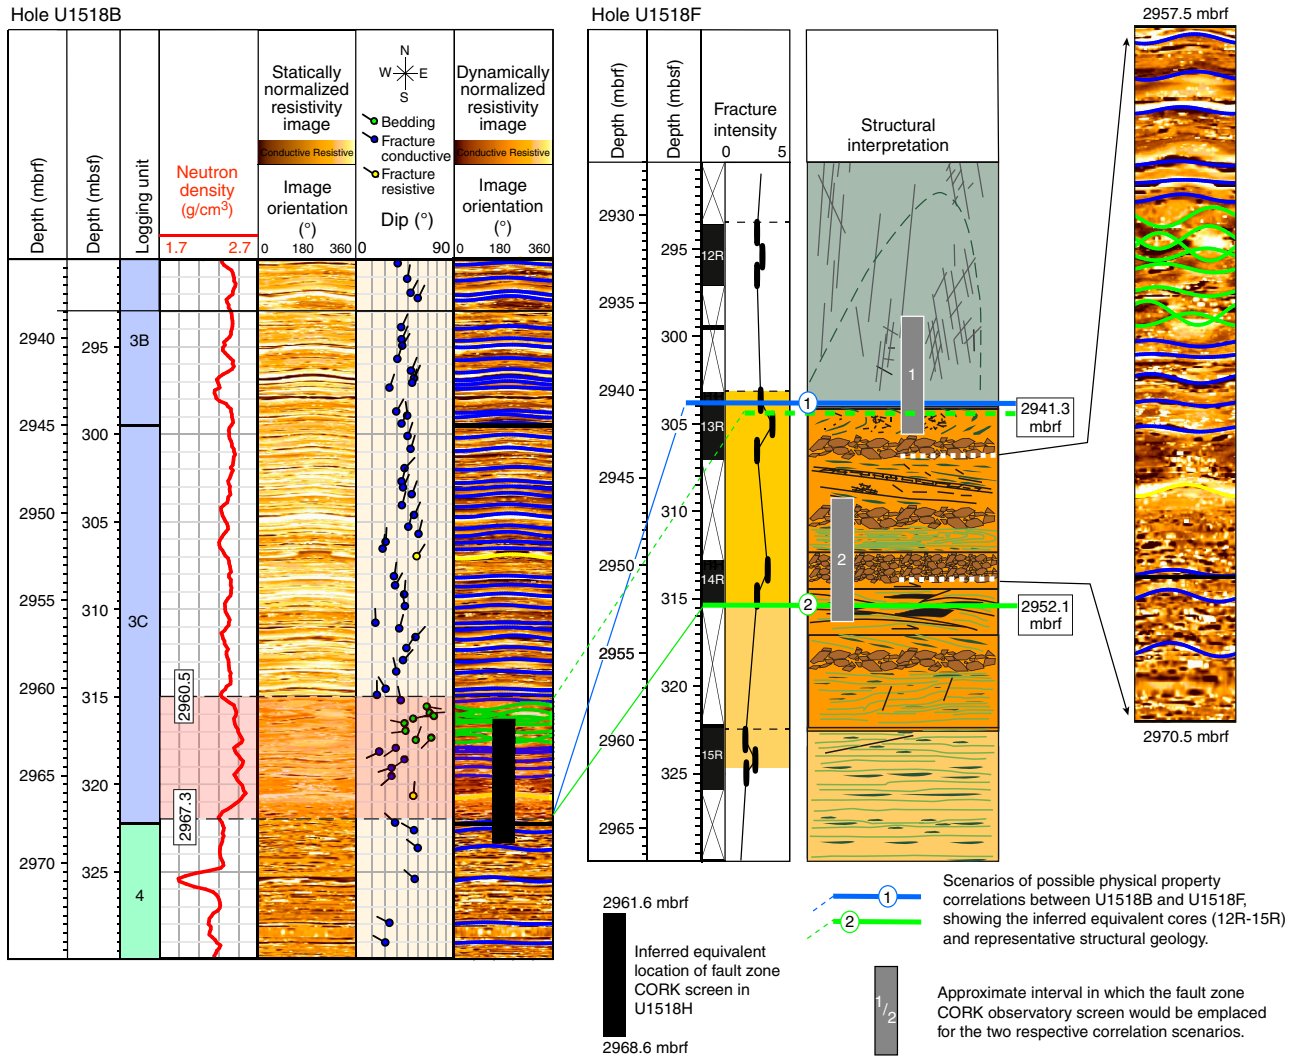 Hole U1518B
Depth (mbrf)
Depth (mbsf)
Logging unit
Neutron
density
(g/cm³)
1.7 2.7
Statically
normalized
resistivity
image
Conductive Resistive
Image
orientation
(°)
0 180 360
N
W E
S
Bedding
Fracture
conductive
Fracture
resistive
Dip (°)
0 90
Dynamically
normalized
resistivity
image
Conductive Resistive
Image
orientation
(°)
0 180 360
2940
2945
2950
2955
2960
2965
2970
295
300
305
310
315
320
325
3B
3C
4
2960.5
2967.3
Hole U1518F
Depth (mbrf)
Depth (mbsf)
Fracture
intensity
0 5
Structural
interpretation
2930
2935
2940
2945
2950
2955
2960
2965
295
300
305
310
315
320
325
12R
13R
14R
15R
1
1
2
2
2941.3
mbrf
2952.1
mbrf
2957.5 mbrf
2970.5 mbrf
2961.6 mbrf
Inferred equivalent
location of fault zone
CORK screen in
U1518H
2968.6 mbrf
1
2
Scenarios of possible physical property
correlations between U1518B and U1518F,
showing the inferred equivalent cores (12R-15R)
and representative structural geology.
1/2
Approximate interval in which the fault zone
CORK observatory screen would be emplaced
for the two respective correlation scenarios.